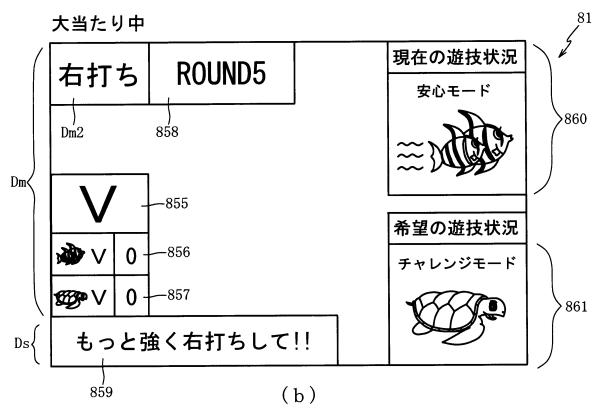 大当たり中
81
右打ち
ROUND5
現在の遊技状況
安心モード
860
Dm2
858
Dm
V
855
V 0
856
V 0
857
希望の遊技状況
チャレンジモード
861
Ds
もっと強く右打ちして!!
859
(b)